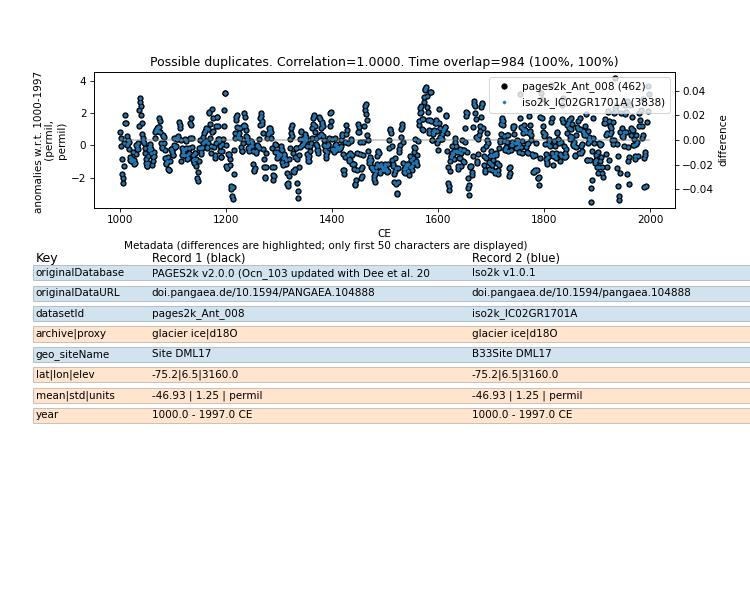 Possible duplicates. Correlation=1.0000. Time overlap=984 (100%, 100%)
anomalies w.r.t. 1000-1997
(permil,
permil)
4
2
0
−2
pages2k_Ant_008 (462)
iso2k_IC02GR1701A (3838)
0.04
0.02
0.00
−0.02
−0.04
difference
1000 1200 1400 1600 1800 2000
CE
Metadata (differences are highlighted; only first 50 characters are displayed)
Key Record 1 (black) Record 2 (blue)
originalDatabase PAGES2k v2.0.0 (Ocn_103 updated with Dee et al. 20 Iso2k v1.0.1
originalDataURL doi.pangaea.de/10.1594/PANGAEA.104888 doi.pangaea.de/10.1594/pangaea.104888
datasetId pages2k_Ant_008 iso2k_IC02GR1701A
archive|proxy glacier ice|d18O glacier ice|d18O
geo_siteName Site DML17 B33Site DML17
lat|lon|elev -75.2|6.5|3160.0 -75.2|6.5|3160.0
mean|std|units -46.93 | 1.25 | permil -46.93 | 1.25 | permil
year 1000.0 - 1997.0 CE 1000.0 - 1997.0 CE